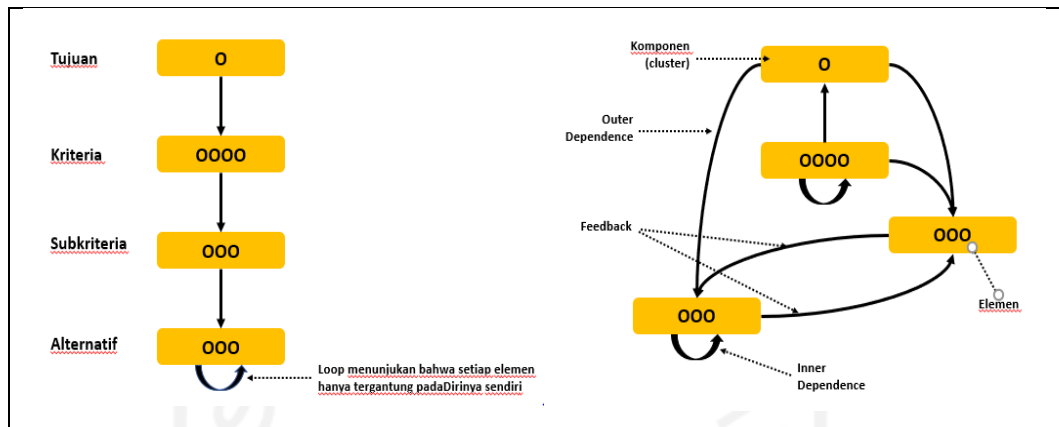 Tujuan
O
Kriteria
OOOO
Subkriteria
OOO
Alternatif
OOO
Loop menunjukan bahwa setiap elemen
hanya tergantung padaDirinya sendiri
Komponen
(cluster)
O
Outer
Dependence
OOOO
Feedback
OOO
Elemen
OOO
Inner
Dependence